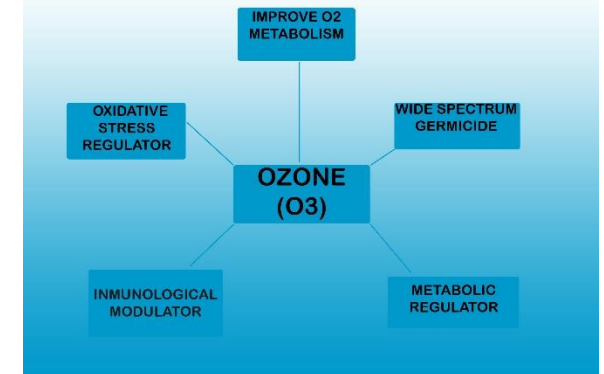 IMPROVE O2
METABOLISM
OXIDATIVE
STRESS
REGULATOR
WIDE SPECTRUM
GERMICIDE
OZONE
(O3)
INMUNOLOGICAL
MODULATOR
METABOLIC
REGULATOR